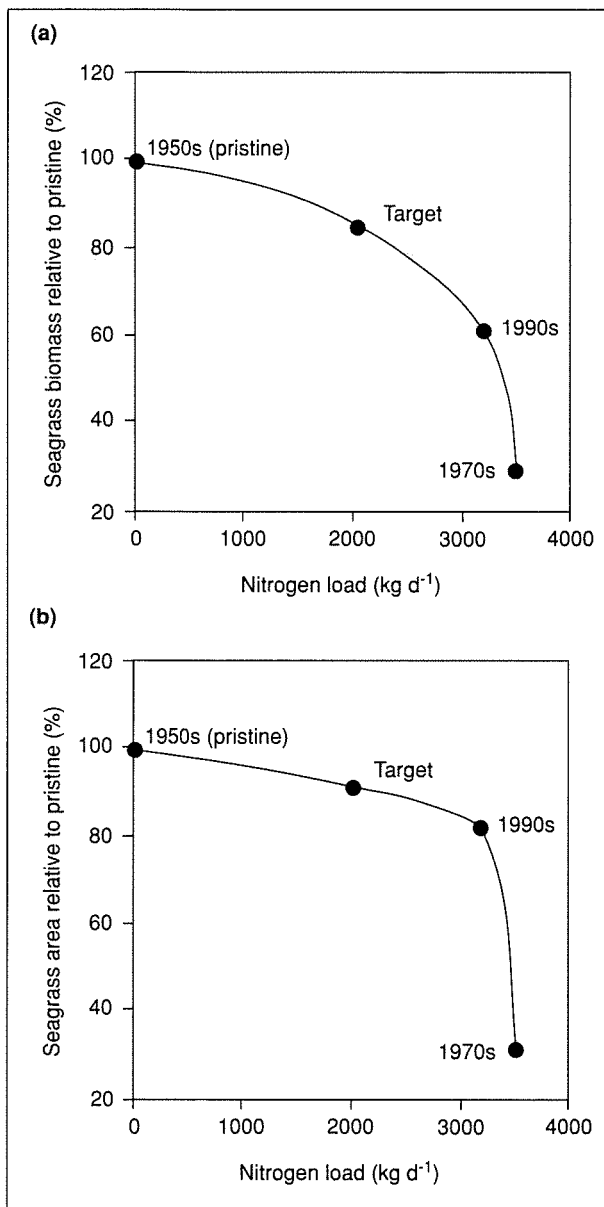 (a)
Seagrass biomass relative to pristine (%)
120
100
80
60
40
20
1950s (pristine)
Target
1990s
1970s
0 1000 2000 3000 4000
Nitrogen load (kg d⁻¹)
(b)
Seagrass area relative to pristine (%)
120
100
80
60
40
20
1950s (pristine)
Target
1990s
1970s
0 1000 2000 3000 4000
Nitrogen load (kg d⁻¹)